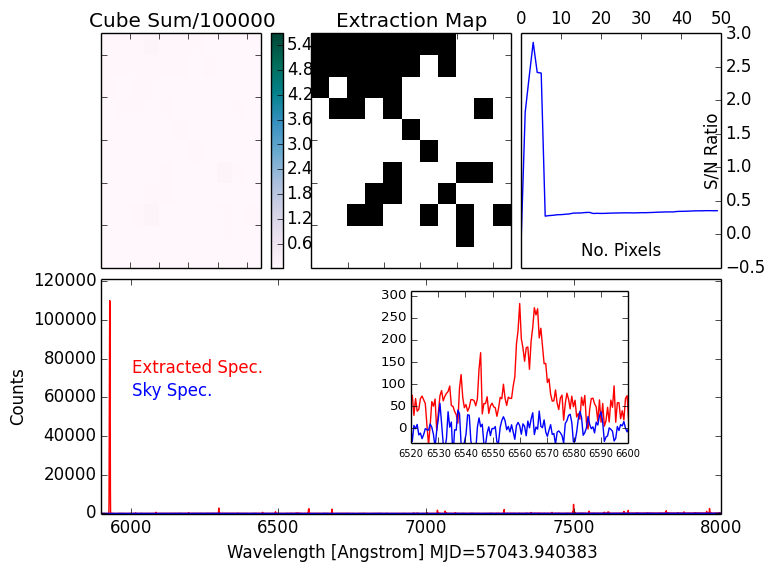 Cube Sum/100000
Extraction Map
0 10 20 30 40 50
5.4
4.8
4.2
3.6
3.0
2.4
1.8
1.2
0.6
3.0
2.5
2.0
1.5
1.0
0.5
0.0
−0.5
S/N Ratio
No. Pixels
120000
100000
80000
60000
40000
20000
0
Counts
Extracted Spec.
Sky Spec.
300
250
200
150
100
50
0
6520 6530 6540 6550 6560 6570 6580 6590 6600
6000 6500 7000 7500 8000
Wavelength [Angstrom] MJD=57043.940383